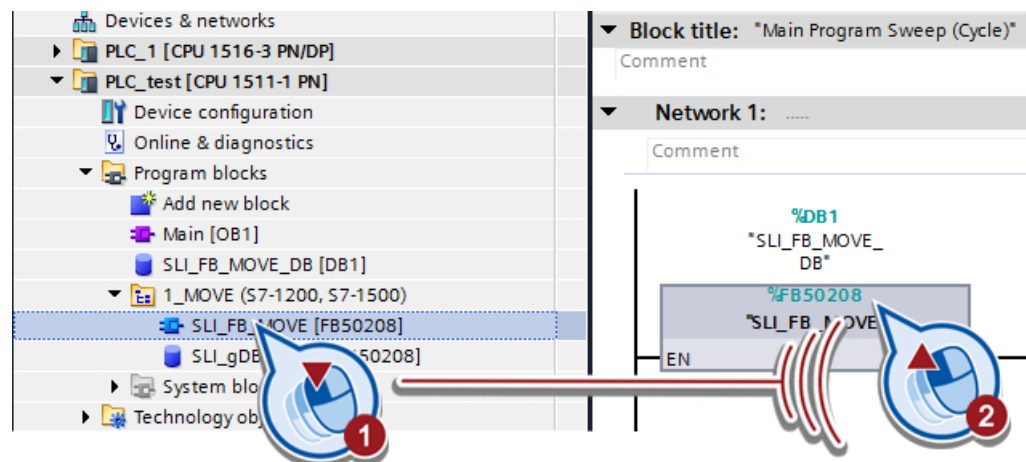 Devices & networks
PLC_1 [CPU 1516-3 PN/DP]
PLC_test [CPU 1511-1 PN]
Device configuration
Online & diagnostics
Program blocks
Add new block
Main [OB1]
SLI_FB_MOVE_DB [DB1]
1_MOVE (S7-1200, S7-1500)
SLI_FB_MOVE [FB50208]
SLI_gDB 50208]
System blo
Technology obj
1
Block title: "Main Program Sweep (Cycle)"
Comment
Network 1: .....
Comment
%DB1
"SLI_FB_MOVE_
DB"
%FB50208
"SLI_FB_MOVE
EN
2